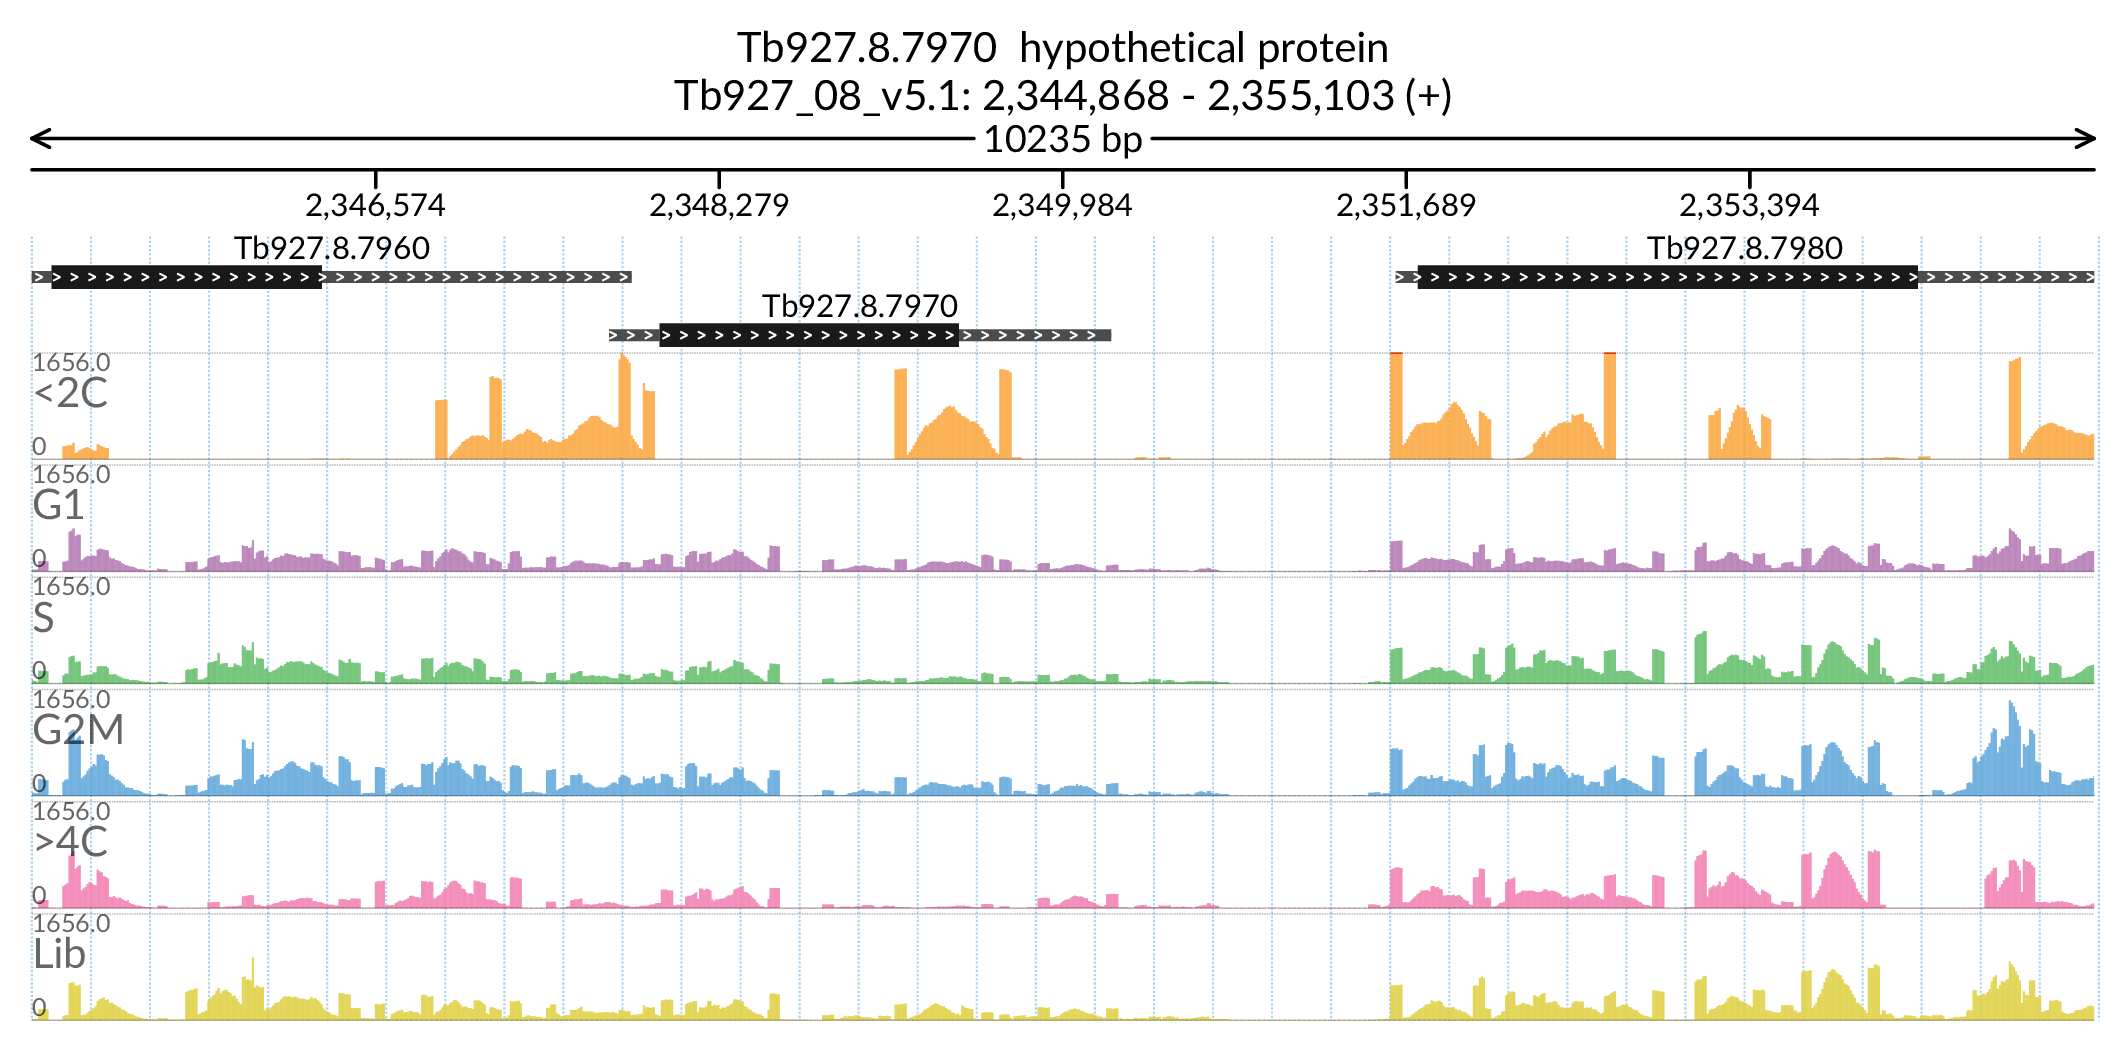 Tb927.8.7970  hypothetical protein
Tb927_08_v5.1: 2,344,868 - 2,355,103 (+)
10235 bp
2,346,574 2,348,279 2,349,984 2,351,689 2,353,394
Tb927.8.7960 Tb927.8.7980
Tb927.8.7970
1656.0
<2C
0
1656.0
G1
0
1656.0
S
0
1656.0
G2M
0
1656.0
>4C
0
1656.0
Lib
0